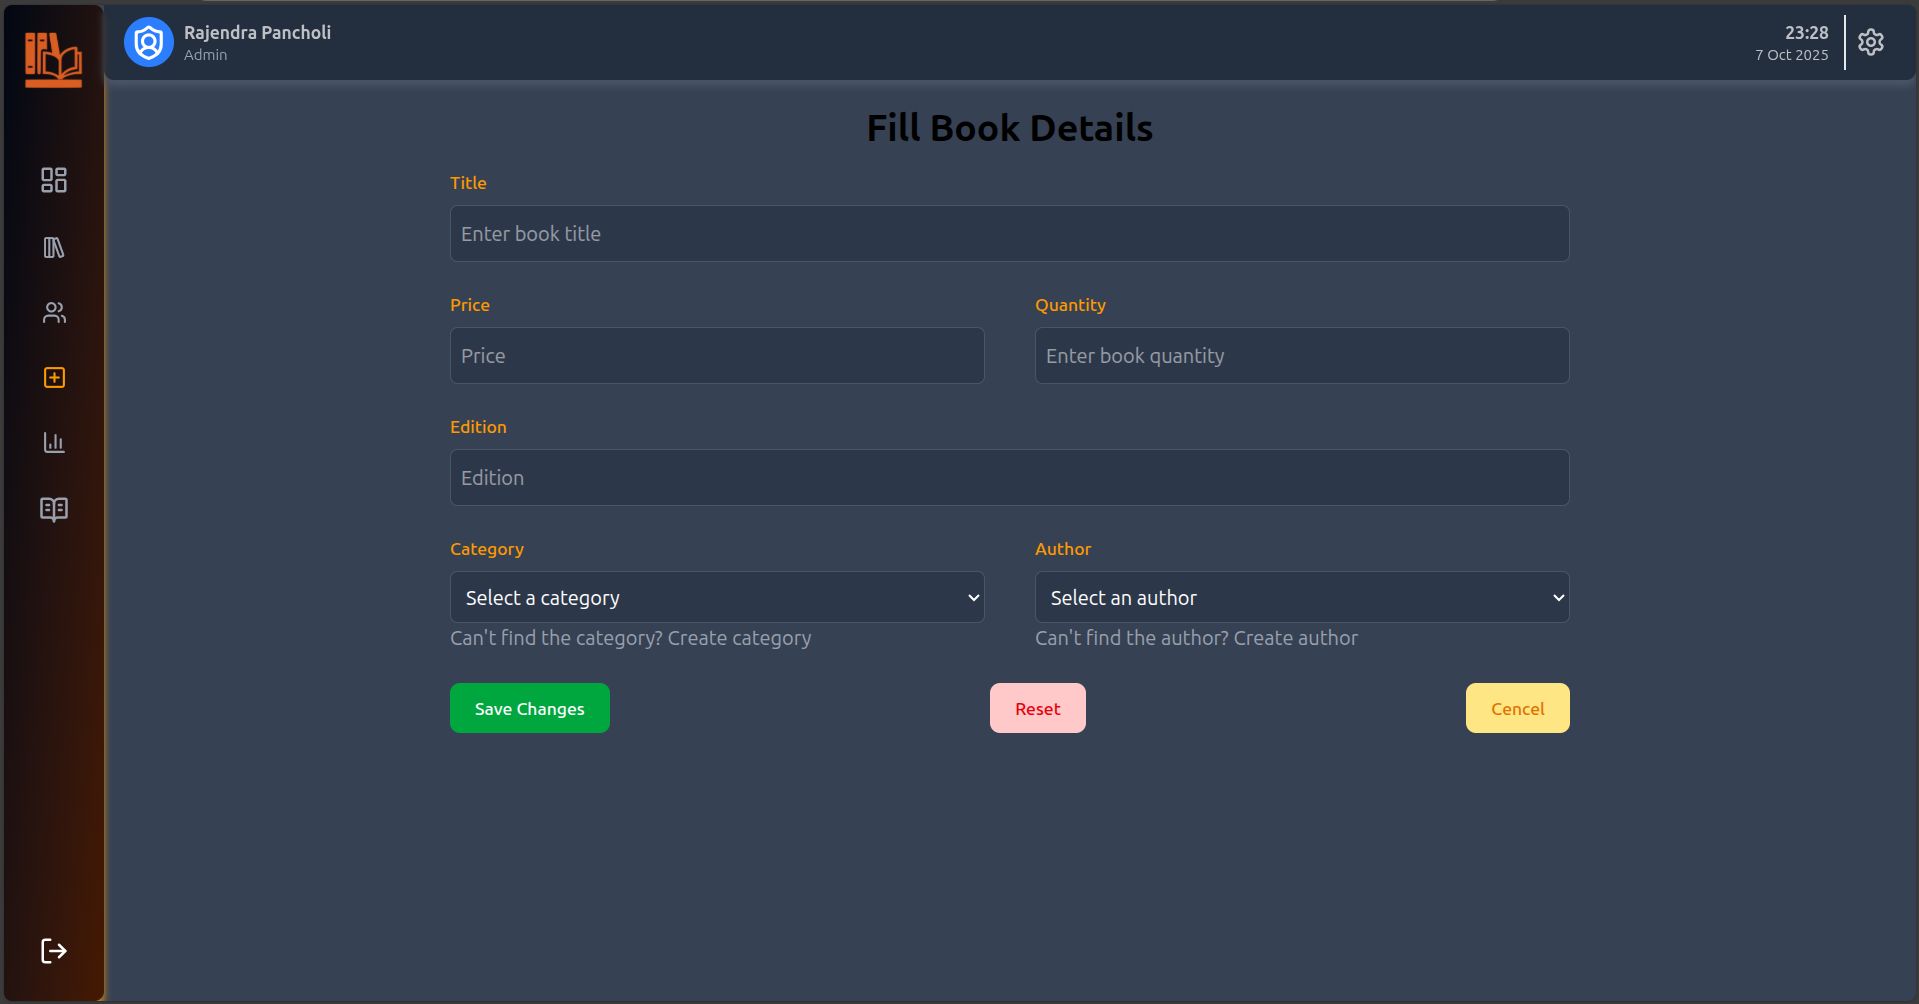 Rajendra Pancholi
Admin
23:28
7 Oct 2025
Fill Book Details
Title
Enter book title
Price
Quantity
Price
Enter book quantity
Edition
Edition
Category
Author
Select a category
Select an author
Can't find the category? Create category
Can't find the author? Create author
Save Changes
Reset
Cencel